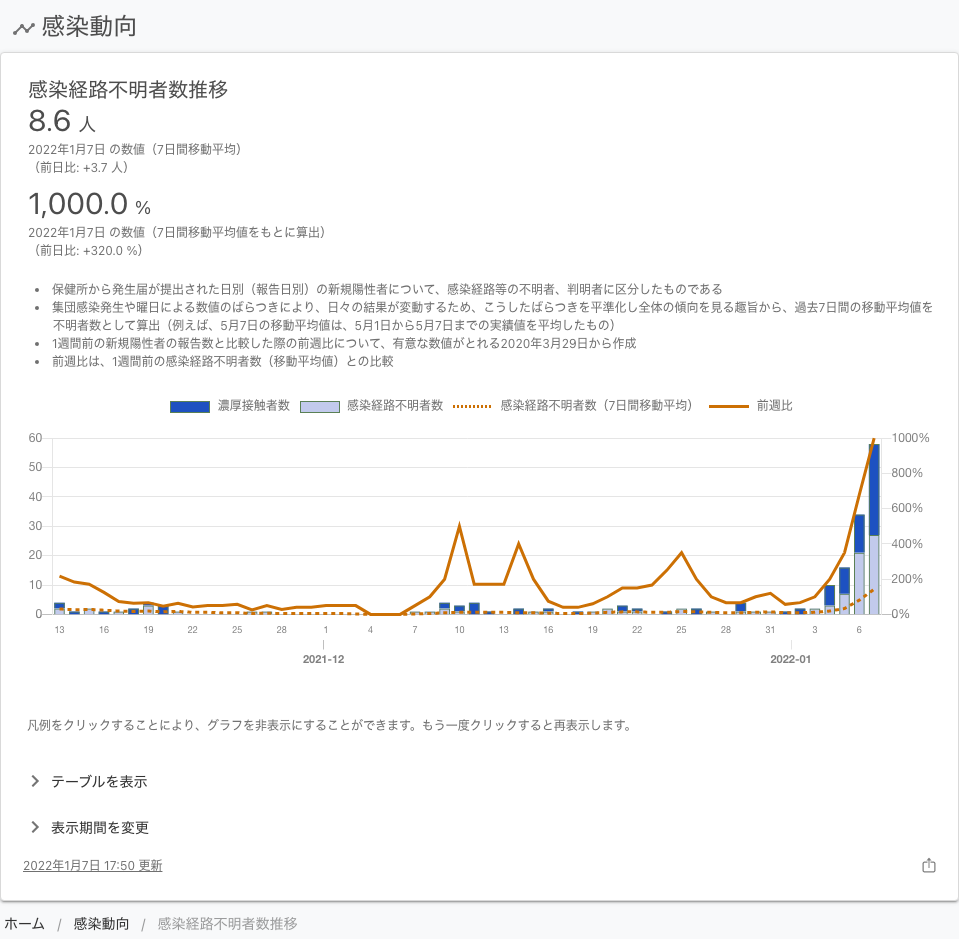 感染動向
感染経路不明者数推移
8.6 人
2022年1月7日 の数値（7日間移動平均）
（前日比: +3.7 人）
1,000.0 %
2022年1月7日 の数値（7日間移動平均値をもとに算出）
（前日比: +320.0 %）
• 保健所から発生届が提出された日別（報告日別）の新規陽性者について、感染経路等の不明者、判明者に区分したものである
• 集団感染発生や曜日による数値のばらつきにより、日々の結果が変動するため、こうしたばらつきを平準化し全体の傾向を見る趣旨から、過去7日間の移動平均値を
不明者数として算出（例えば、5月7日の移動平均値は、5月1日から5月7日までの実績値を平均したもの）
• 1週間前の新規陽性者の報告数と比較した際の前週比について、有意な数値がとれる2020年3月29日から作成
• 前週比は、1週間前の感染経路不明者数（移動平均値）との比較
濃厚接触者数 感染経路不明者数 感染経路不明者数（7日間移動平均） 前週比
60 1000%
50 800%
40 600%
30 400%
20 200%
10
0 0%
13 16 19 22 25 28 1 4 7 10 13 16 19 22 25 28 31 3 6
2021-12 2022-01
凡例をクリックすることにより、グラフを非表示にすることができます。もう一度クリックすると再表示します。
テーブルを表示
表示期間を変更
2022年1月7日 17:50 更新
ホーム / 感染動向 / 感染経路不明者数推移